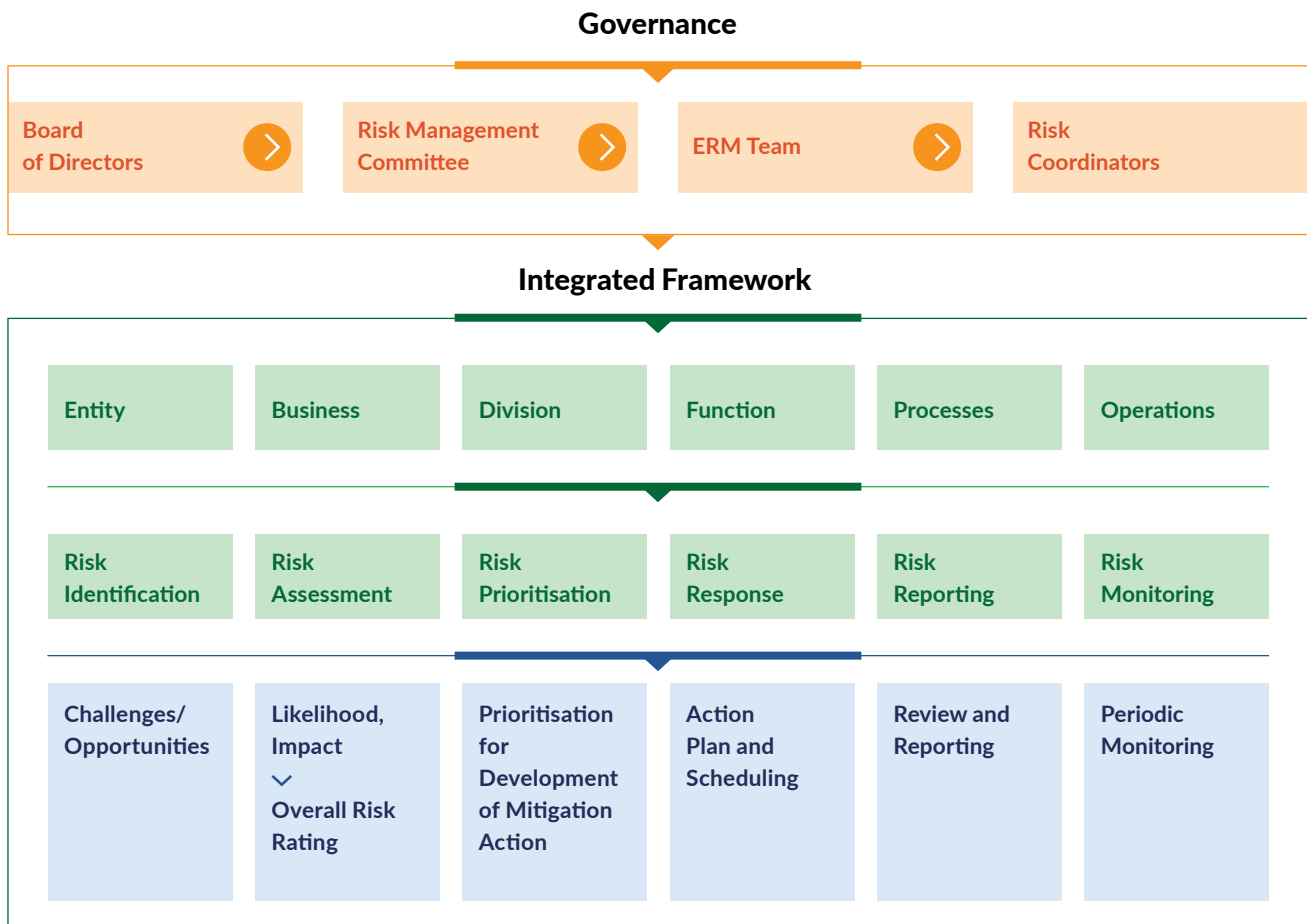 Governance
Board
of Directors
Risk Management
Committee
ERM Team
Risk
Coordinators
Integrated Framework
Entity
Business
Division
Function
Processes
Operations
Risk
Identification
Risk
Assessment
Risk
Prioritisation
Risk
Response
Risk
Reporting
Risk
Monitoring
Challenges/
Opportunities
Likelihood,
Impact
Overall Risk
Rating
Prioritisation
for
Development
of Mitigation
Action
Action
Plan and
Scheduling
Review and
Reporting
Periodic
Monitoring